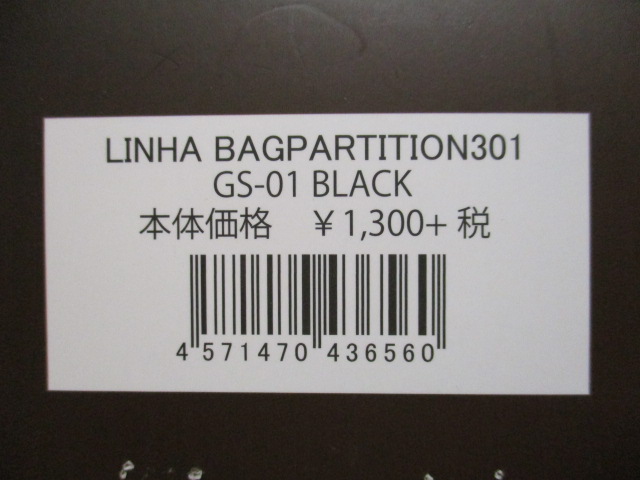 LINHA BAGPARTITION301
GS-01 BLACK
本体価格　￥1,300+ 税
4 571470 436560